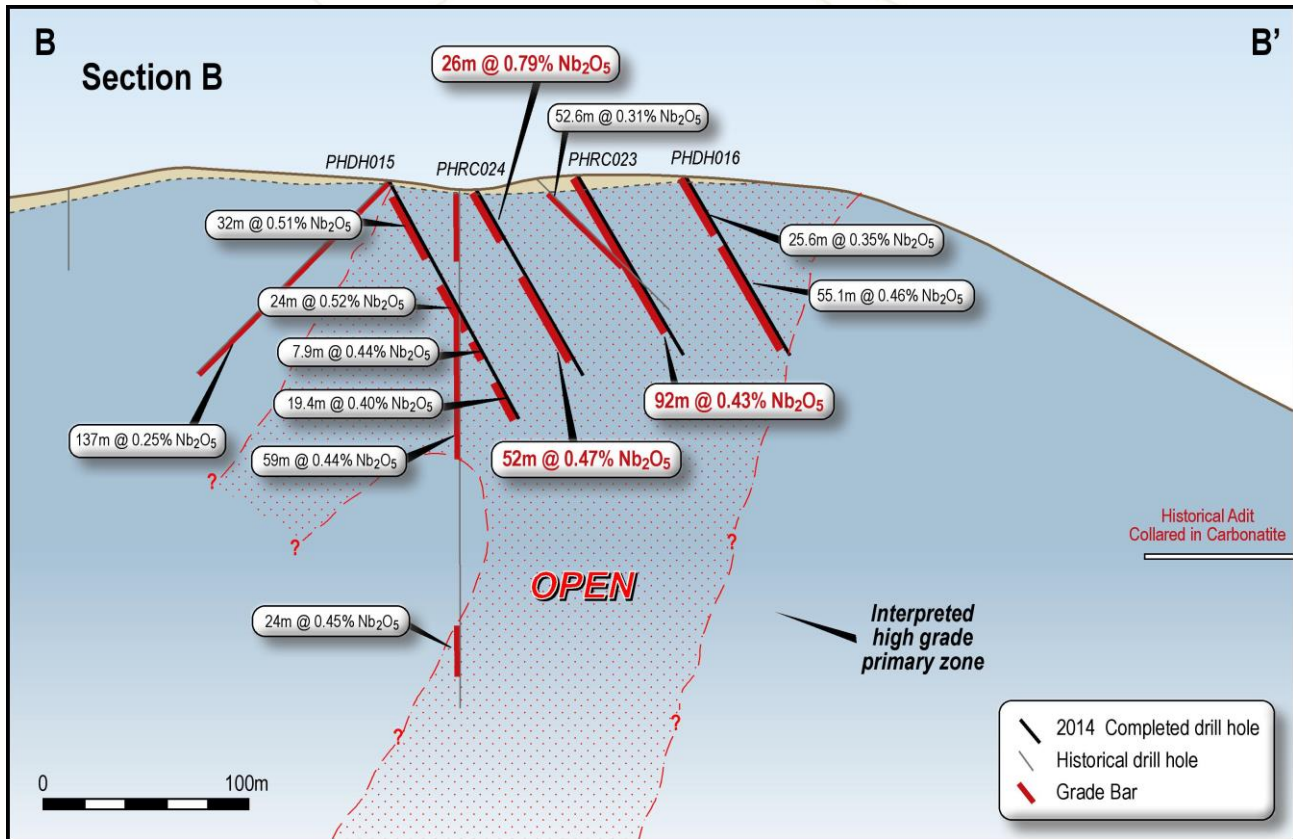 B
B’
Section B
26m @ 0.79% Nb₂O₅
52.6m @ 0.31% Nb₂O₅
PHDH015
PHRC024
PHRC023
PHDH016
32m @ 0.51% Nb₂O₅
25.6m @ 0.35% Nb₂O₅
24m @ 0.52% Nb₂O₅
55.1m @ 0.46% Nb₂O₅
7.9m @ 0.44% Nb₂O₅
19.4m @ 0.40% Nb₂O₅
92m @ 0.43% Nb₂O₅
137m @ 0.25% Nb₂O₅
59m @ 0.44% Nb₂O₅
52m @ 0.47% Nb₂O₅
?
?
?
Historical Adit
Collared in Carbonatite
OPEN
24m @ 0.45% Nb₂O₅
Interpreted
high grade
primary zone
?
?
0
100m
2014 Completed drill hole
Historical drill hole
Grade Bar